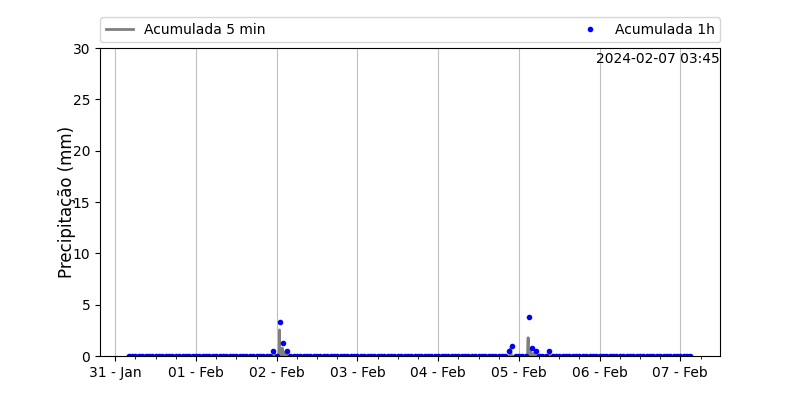 Acumulada 5 min
Acumulada 1h
2024-02-07 03:45
Precipitação (mm)
30
25
20
15
10
5
0
31 - Jan
01 - Feb
02 - Feb
03 - Feb
04 - Feb
05 - Feb
06 - Feb
07 - Feb